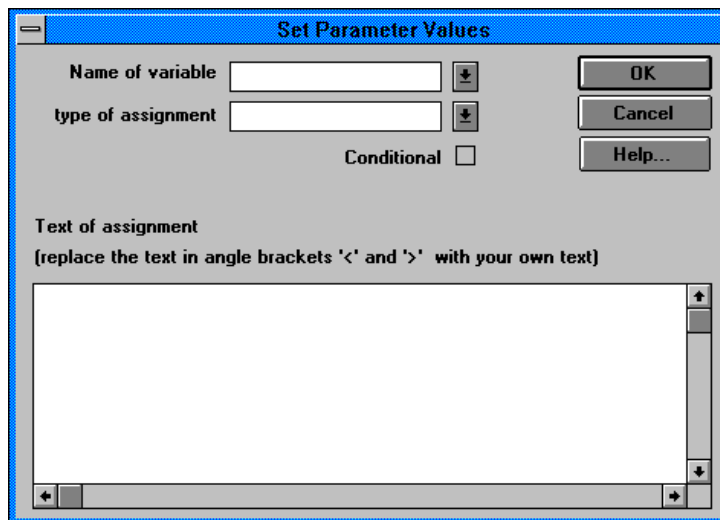 Set Parameter Values
Name of variable
OK
type of assignment
Cancel
Conditional
Help...
Text of assignment
(replace the text in angle brackets '<' and '>' with your own text)